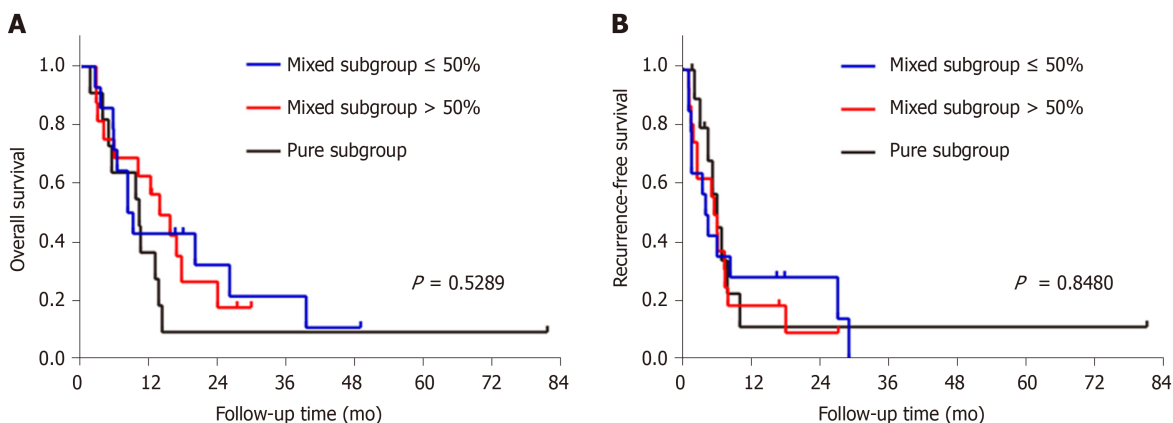 A
Overall survival
1.0
0.8
0.6
0.4
0.2
0.0
Mixed subgroup ≤ 50%
Mixed subgroup > 50%
Pure subgroup
P = 0.5289
0 12 24 36 48 60 72 84
Follow-up time (mo)
B
Recurrence-free survival
1.0
0.8
0.6
0.4
0.2
0.0
Mixed subgroup ≤ 50%
Mixed subgroup > 50%
Pure subgroup
P = 0.8480
0 12 24 36 48 60 72 84
Follow-up time (mo)